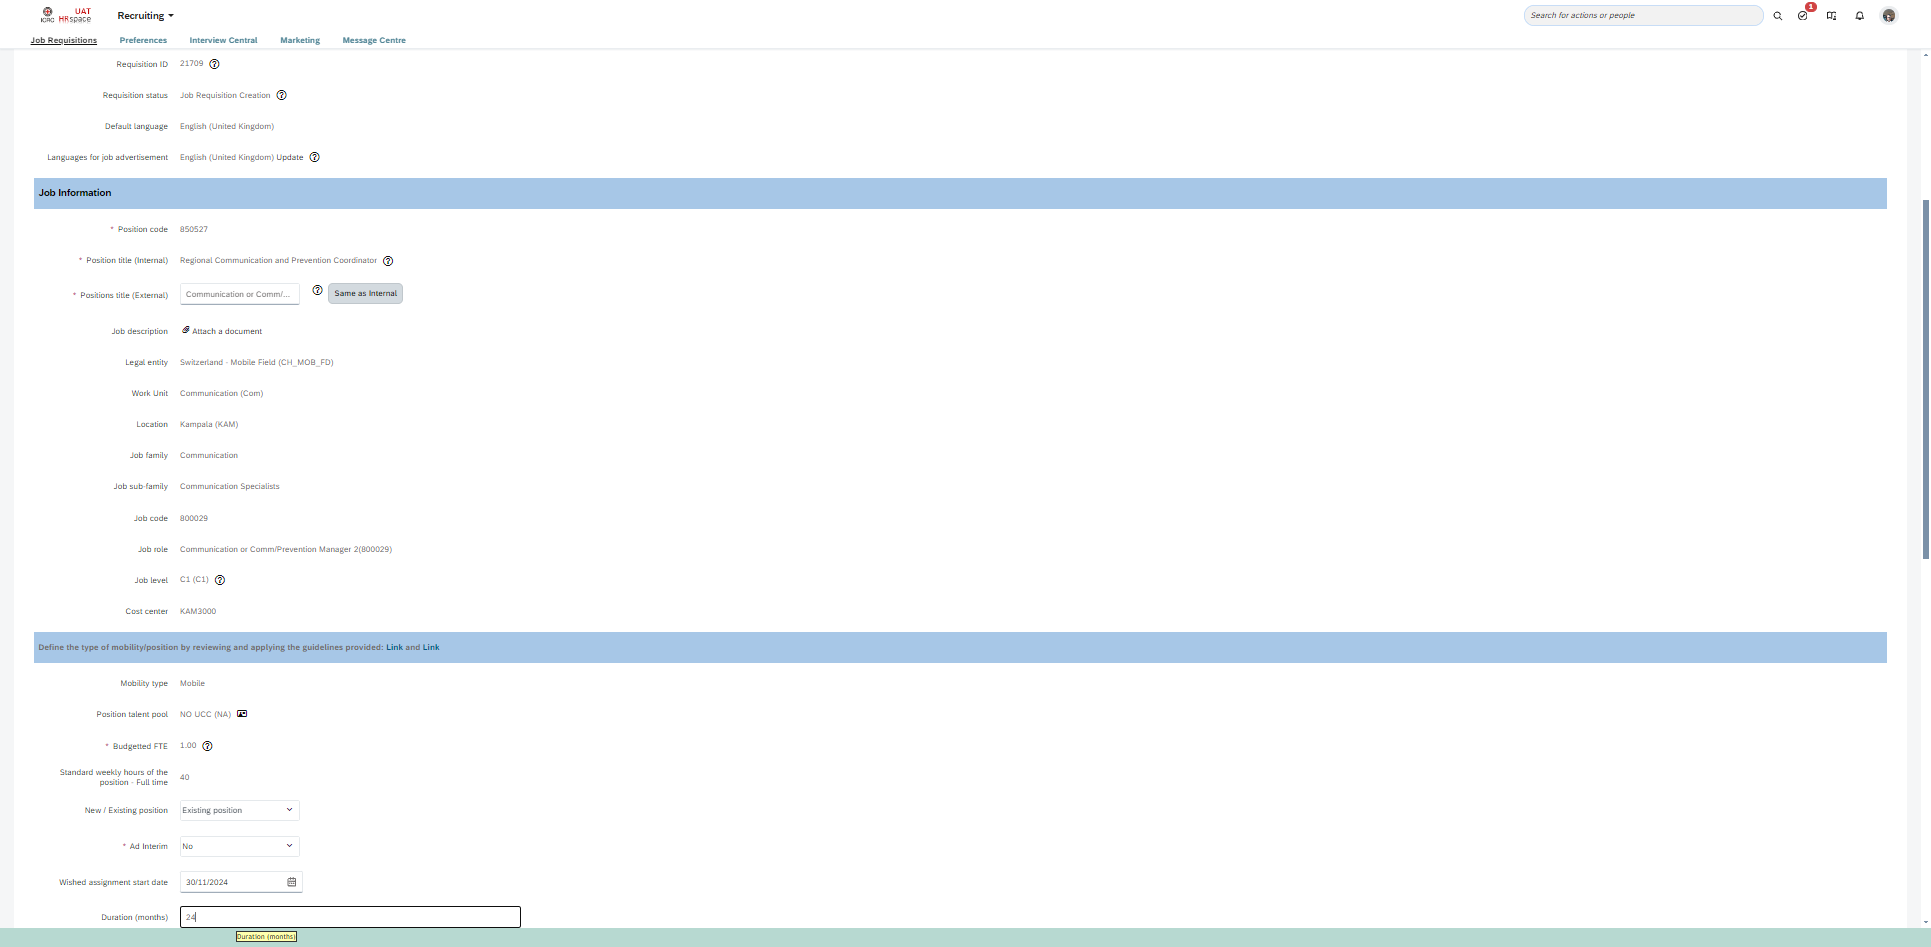 ICRC
UAT
HRspace
Recruiting
Search for actions or people
1
Job Requisitions
Preferences
Interview Central
Marketing
Message Centre
Requisition ID 21709
Requisition status Job Requisition Creation
Default language English (United Kingdom)
Languages for job advertisement English (United Kingdom) Update
Job Information
* Position code 850527
* Position title (Internal) Regional Communication and Prevention Coordinator
* Positions title (External) Communication or Comm/... Same as Internal
Job description Attach a document
Legal entity Switzerland - Mobile Field (CH_MOB_FD)
Work Unit Communication (Com)
Location Kampala (KAM)
Job family Communication
Job sub-family Communication Specialists
Job code 800029
Job role Communication or Comm/Prevention Manager 2(800029)
Job level C1 (C1)
Cost center KAM3000
Define the type of mobility/position by reviewing and applying the guidelines provided: Link and Link
Mobility type Mobile
Position talent pool NO UCC (NA)
* Budgetted FTE 1.00
Standard weekly hours of the
position - Full time 40
New / Existing position Existing position
* Ad Interim No
Wished assignment start date 30/11/2024
Duration (months) 24
Duration (months)